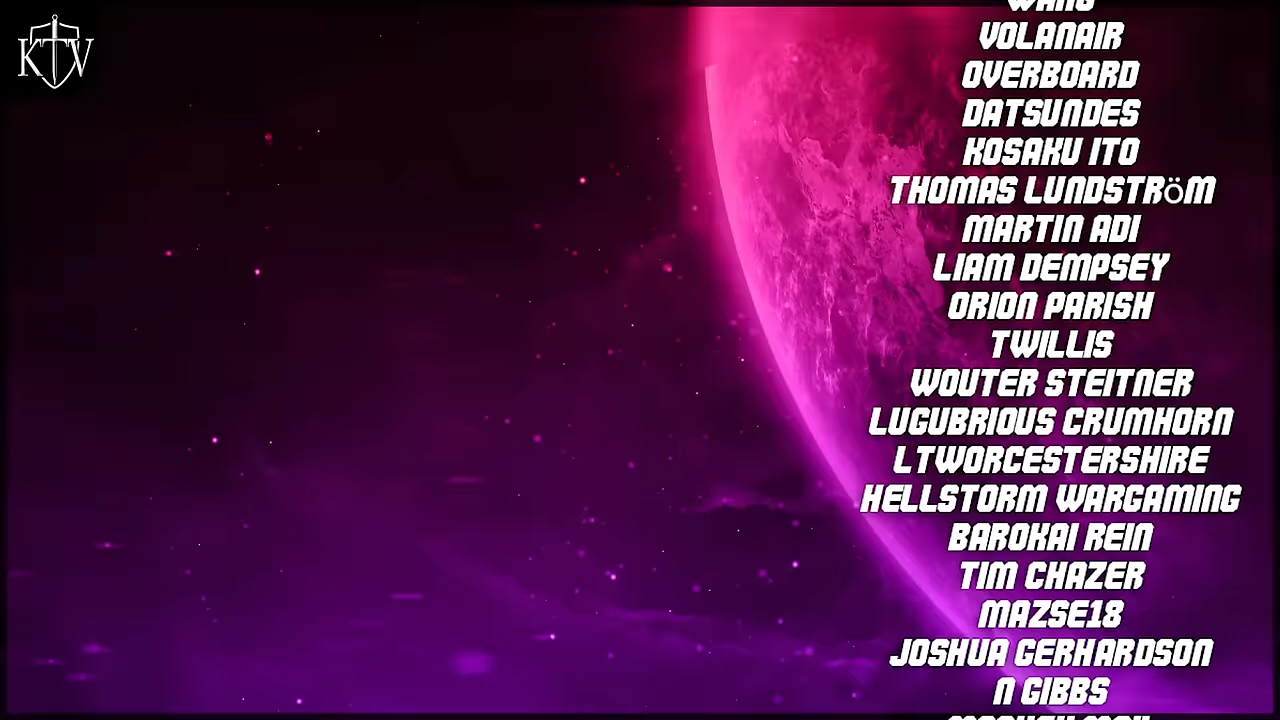 KTV
VOLANAIR
OVERBOARD
DATSUNDES
KOSAKU ITO
THOMAS LUNDSTRÖM
MARTIN ADI
LIAM DEMPSEY
ORION PARISH
TWILLIS
WOUTER STEITNER
LUGUBRIOUS CRUMHORN
LTWORCESTERSHIRE
HELLSTORM WARGAMING
BAROKAI REIN
TIM CHAZER
MAZSE18
JOSHUA GERHARDSON
N GIBBS